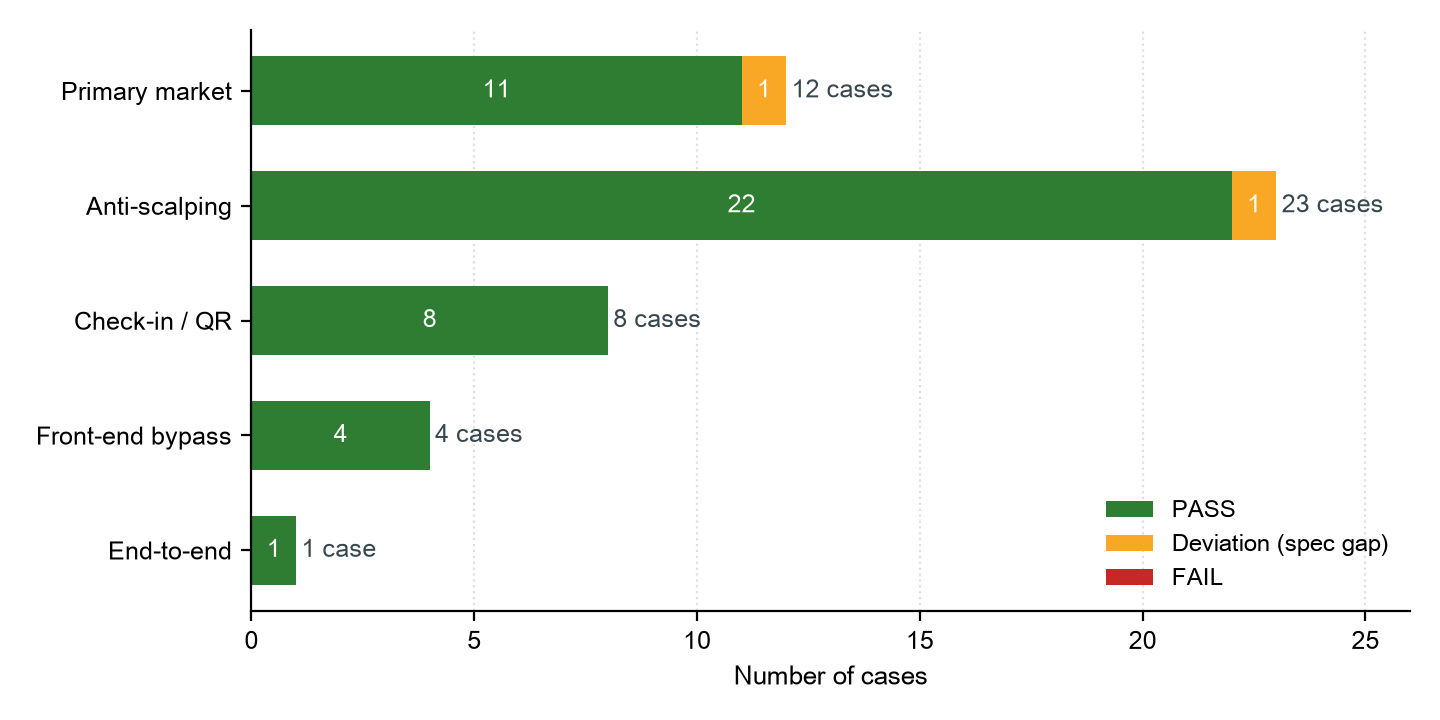 Primary market
11
1
12 cases
Anti-scalping
22
1
23 cases
Check-in / QR
8
8 cases
Front-end bypass
4
4 cases
End-to-end
1
1 case
PASS
Deviation (spec gap)
FAIL
0
5
10
15
20
25
Number of cases